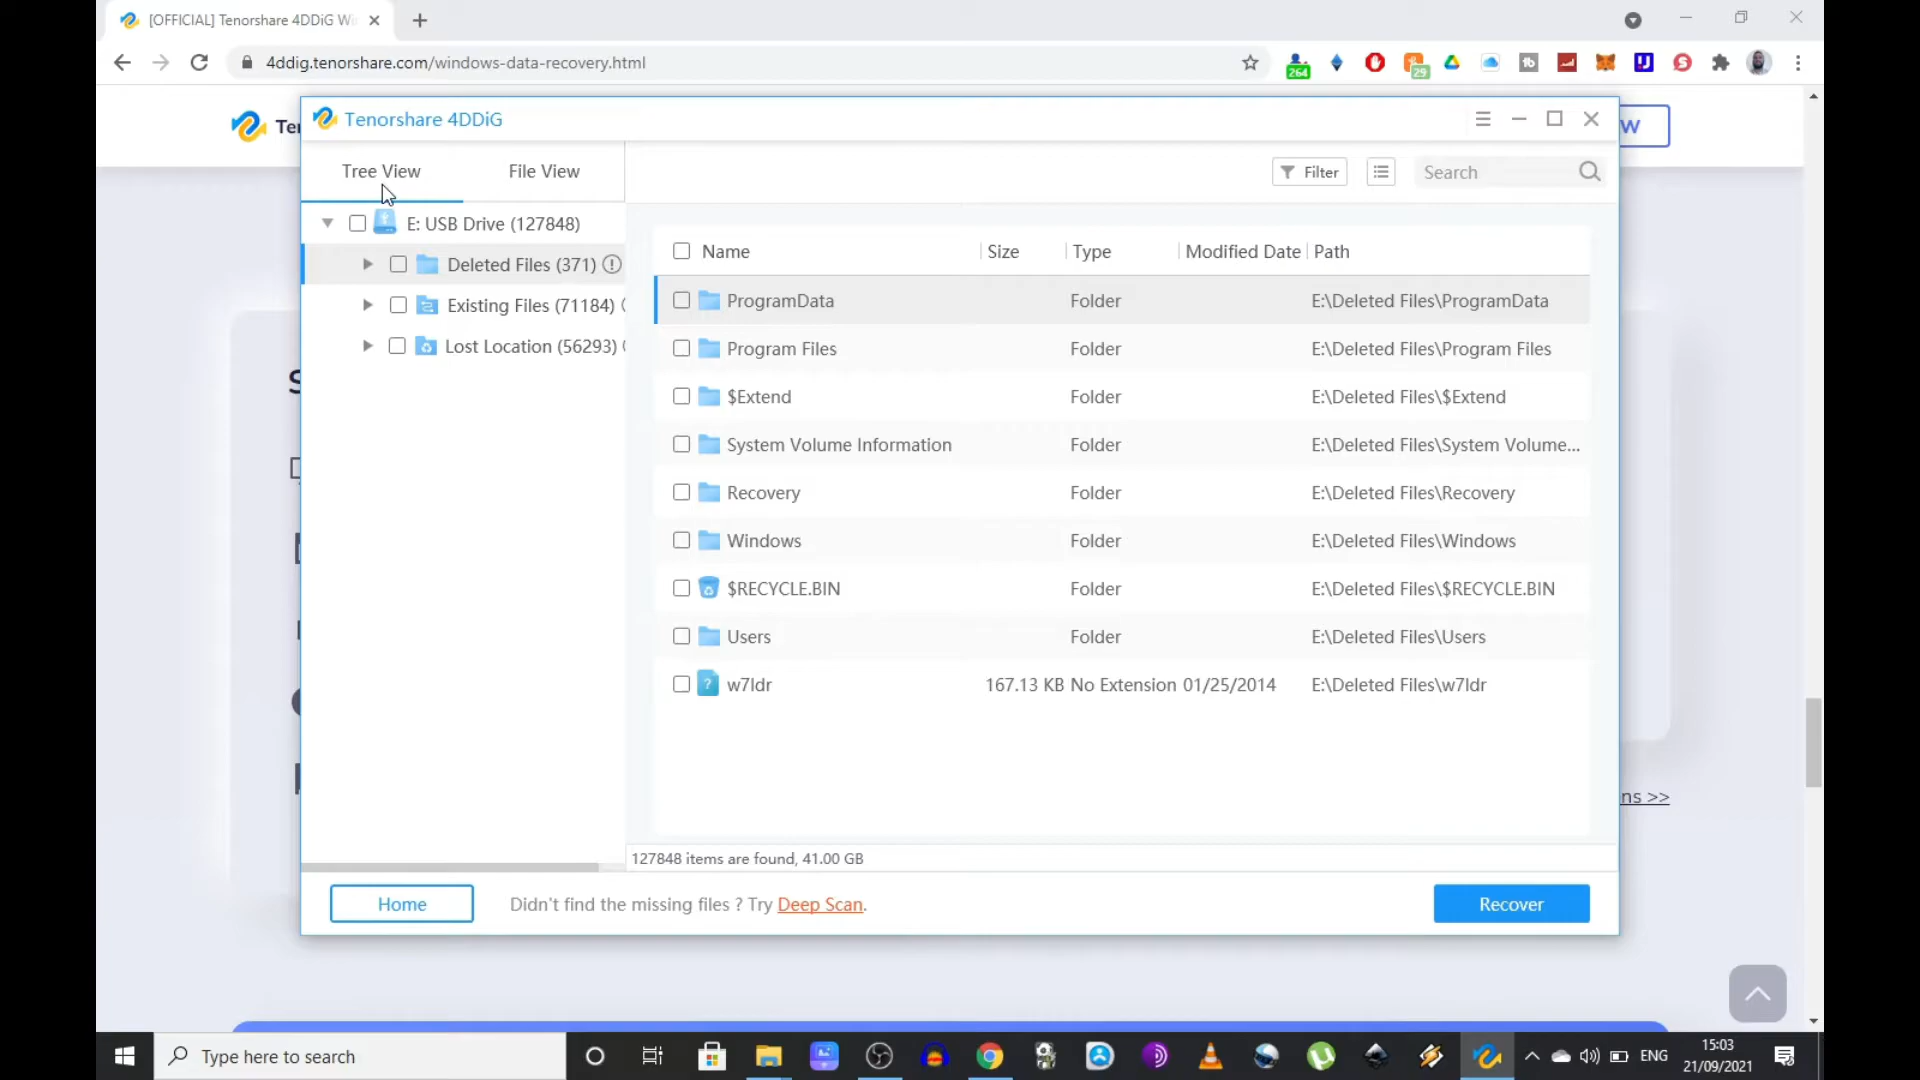 [OFFICIAL] Tenorshare 4DDiG Wi
4ddig.tenorshare.com/windows-data-recovery.html
264
29
Ter
W
Tenorshare 4DDiG
Tree View
File View
Filter
Search
E: USB Drive (127848)
Deleted Files (371)
Existing Files (71184)
Lost Location (56293)
Name Size Type Modified Date Path
ProgramData Folder E:\Deleted Files\ProgramData
Program Files Folder E:\Deleted Files\Program Files
$Extend Folder E:\Deleted Files\$Extend
System Volume Information Folder E:\Deleted Files\System Volume...
Recovery Folder E:\Deleted Files\Recovery
Windows Folder E:\Deleted Files\Windows
$RECYCLE.BIN Folder E:\Deleted Files\$RECYCLE.BIN
Users Folder E:\Deleted Files\Users
w7ldr 167.13 KB No Extension 01/25/2014 E:\Deleted Files\w7ldr
ns >>
127848 items are found, 41.00 GB
Home
Didn't find the missing files ? Try Deep Scan.
Recover
Type here to search
ENG
15:03
21/09/2021